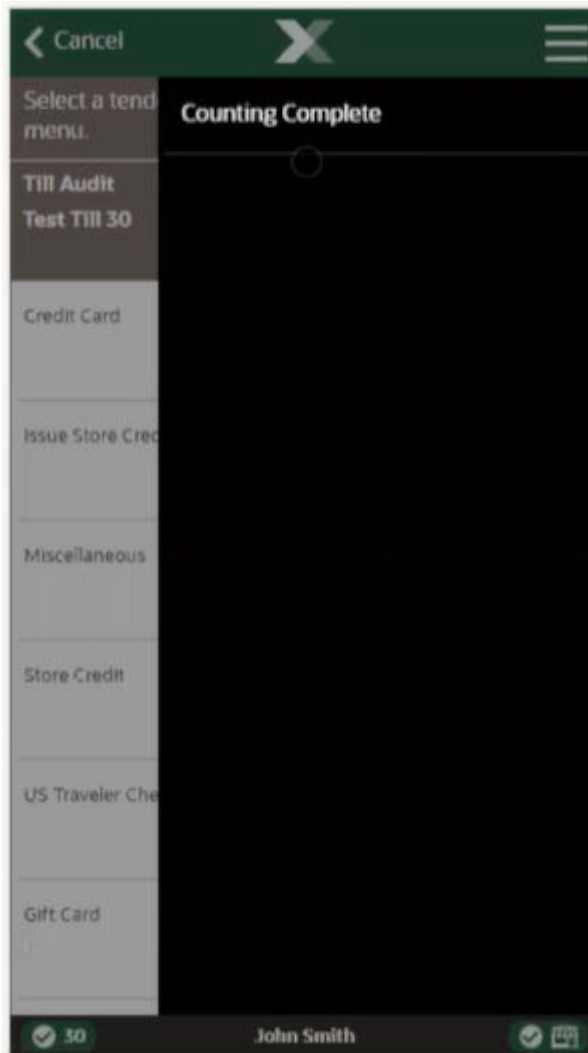 Cancel
Select a tend
menu.
Counting Complete
Till Audit
Test Till 30
Credit Card
Issue Store Cred
Miscellaneous
Store Credit
US Traveler Che
Gift Card
30
John Smith